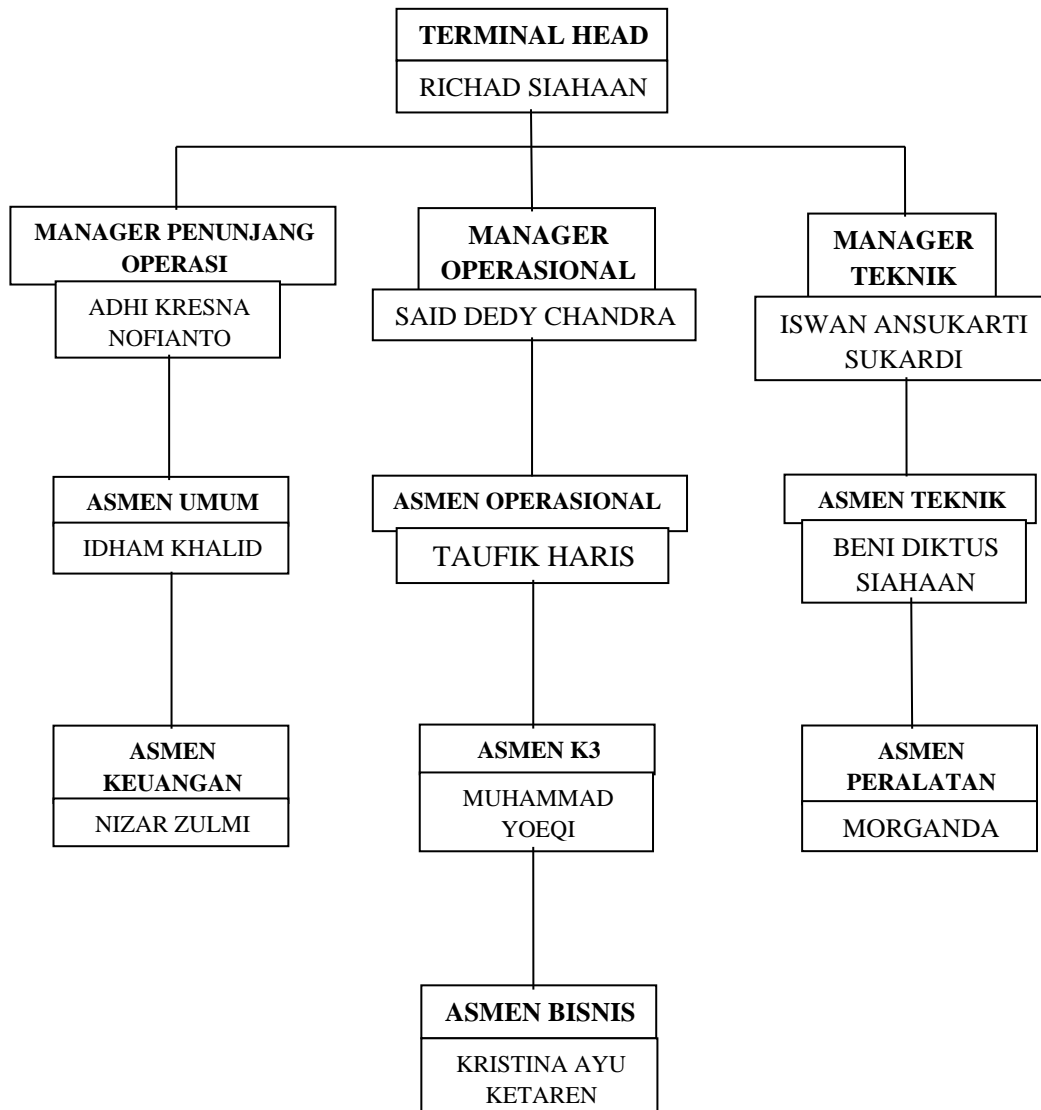 TERMINAL HEAD
RICHAD SIAHAAN
MANAGER PENUNJANG
OPERASI
ADHI KRESNA
NOFIANTO
MANAGER
OPERASIONAL
SAID DEDY CHANDRA
MANAGER
TEKNIK
ISWAN ANSUKARTI
SUKARDI
ASMEN UMUM
IDHAM KHALID
ASMEN OPERASIONAL
TAUFIK HARIS
ASMEN TEKNIK
BENI DIKTUS
SIAHAAN
ASMEN
KEUANGAN
NIZAR ZULMI
ASMEN K3
MUHAMMAD
YOEQI
ASMEN
PERALATAN
MORGANDA
ASMEN BISNIS
KRISTINA AYU
KETAREN